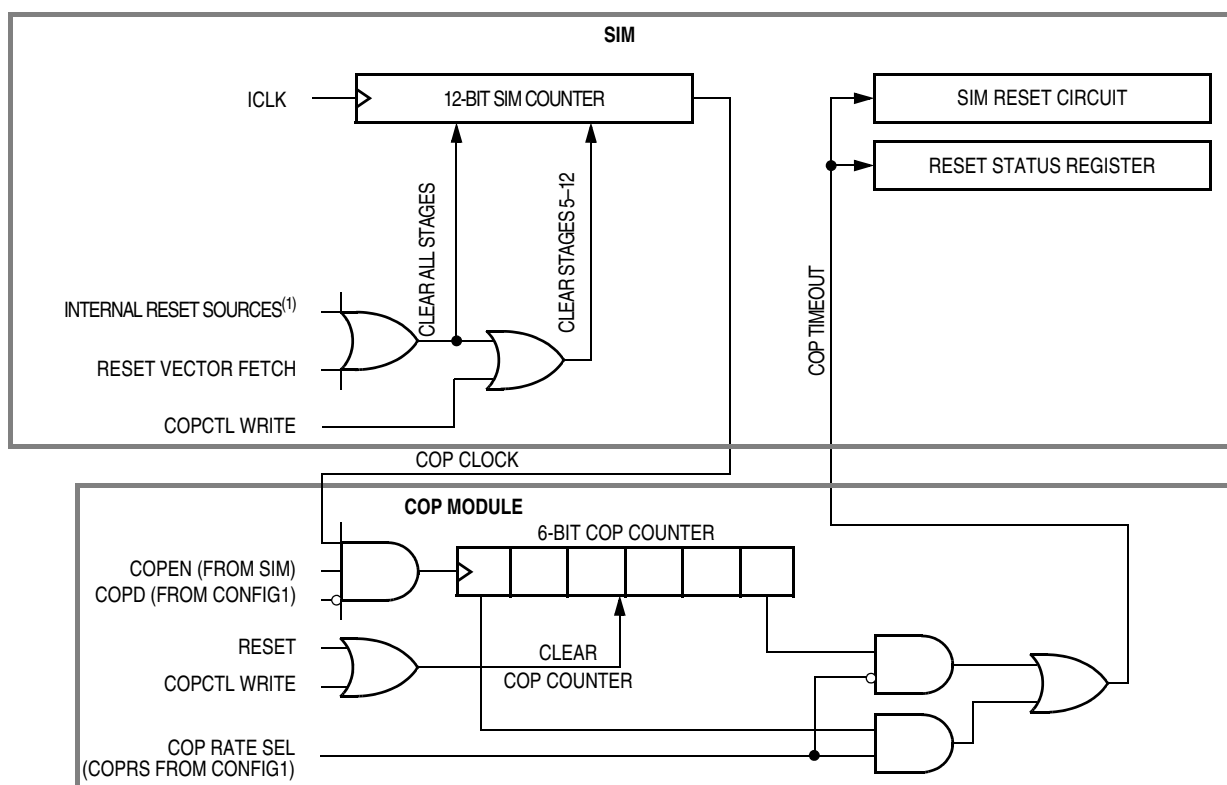 SIM
ICLK
12-BIT SIM COUNTER
SIM RESET CIRCUIT
RESET STATUS REGISTER
CLEAR ALL STAGES
CLEAR STAGES 5–12
COP TIMEOUT
INTERNAL RESET SOURCES(1)
RESET VECTOR FETCH
COPCTL WRITE
COP CLOCK
COP MODULE
6-BIT COP COUNTER
COPEN (FROM SIM)
COPD (FROM CONFIG1)
RESET
COPCTL WRITE
CLEAR
COP COUNTER
COP RATE SEL
(COPRS FROM CONFIG1)